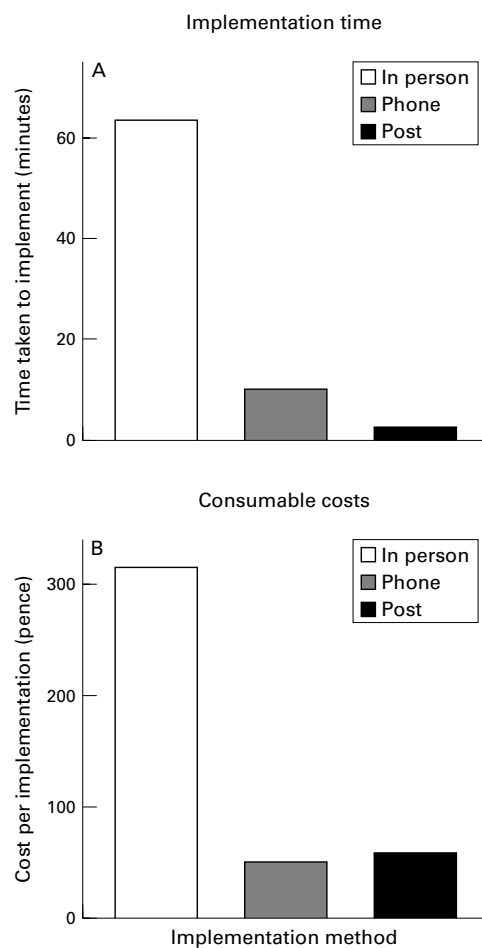 Implementation time
A
In person
Phone
Post
Time taken to implement (minutes)
60
40
20
0
Consumable costs
B
In person
Phone
Post
Cost per implementation (pence)
300
200
100
0
Implementation method